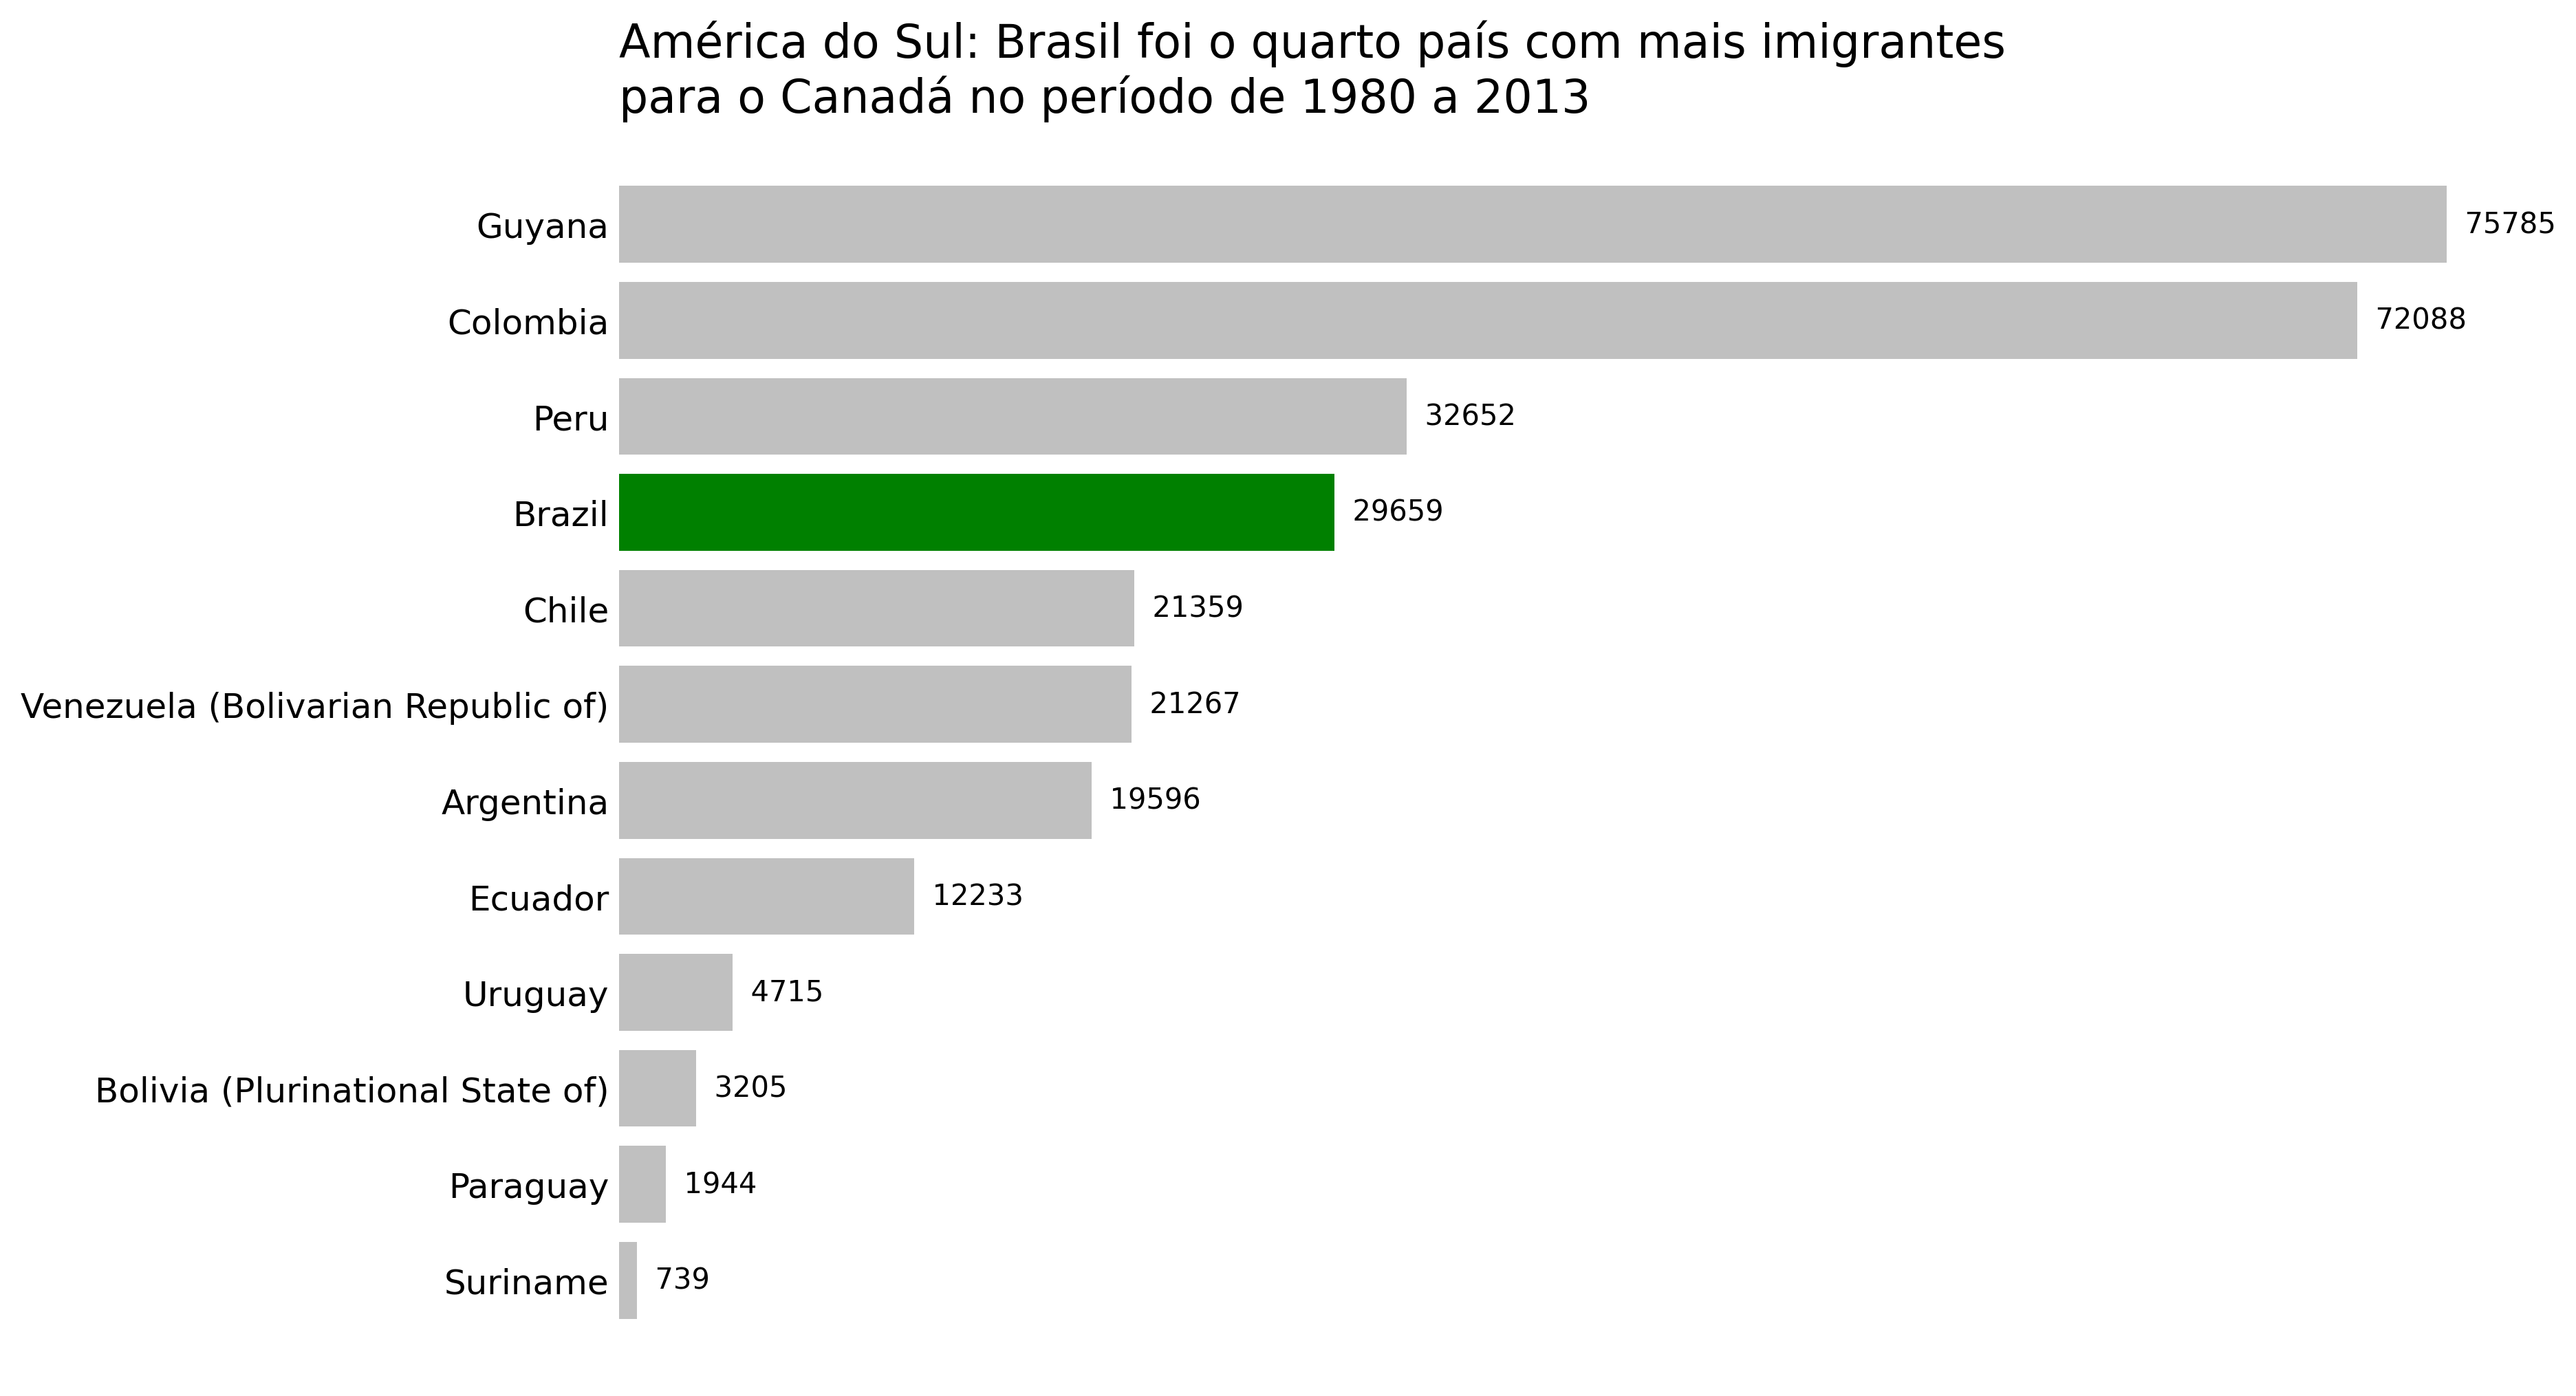 América do Sul: Brasil foi o quarto país com mais imigrantes
para o Canadá no período de 1980 a 2013
Guyana 75785
Colombia 72088
Peru 32652
Brazil 29659
Chile 21359
Venezuela (Bolivarian Republic of) 21267
Argentina 19596
Ecuador 12233
Uruguay 4715
Bolivia (Plurinational State of) 3205
Paraguay 1944
Suriname 739